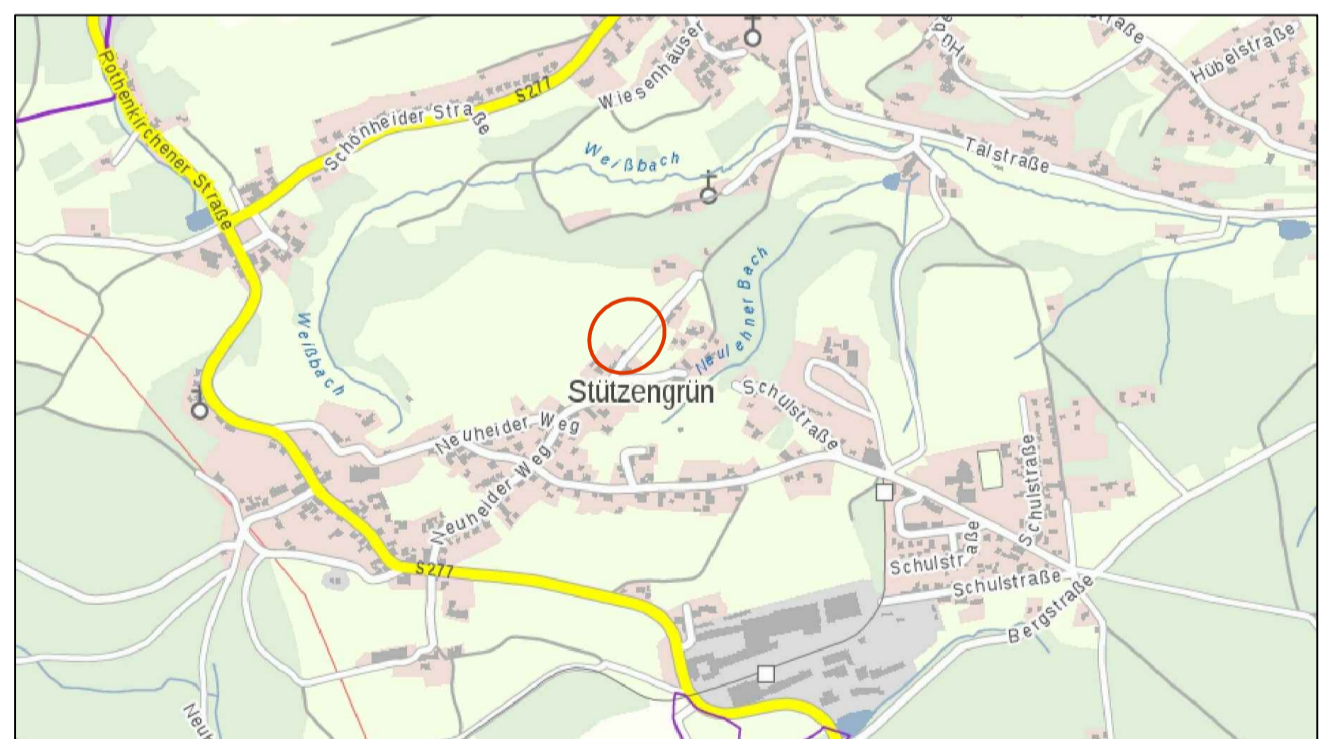 Rothenkirchener Straße
Schönheider Straße
S277
Wiesenhäuser
Hübelstraße
Talstraße
Weißbach
Weißbach
Neulehner Bach
Stützengrün
Schulstraße
Neuheider Weg
Neuheider Weg
Schulstraße
S277
Schulstraße
Schulstraße
Bergstraße